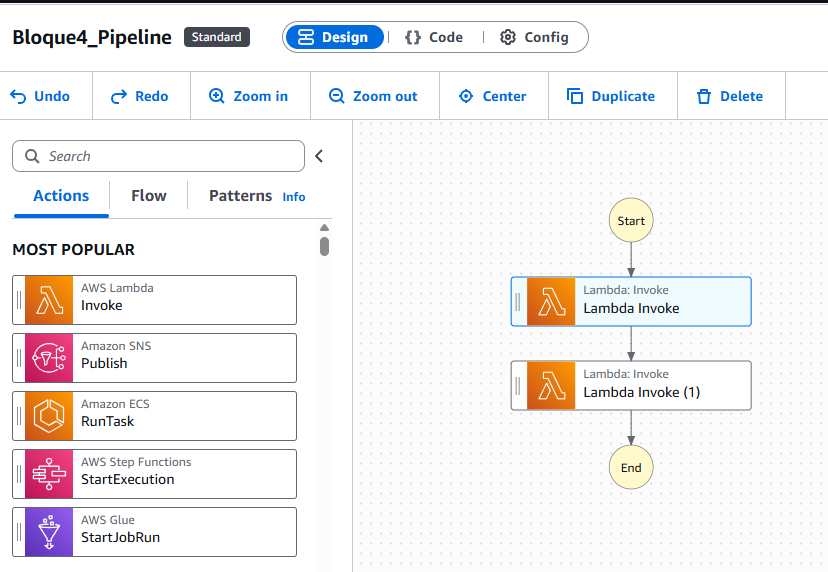 Bloque4_Pipeline Standard Design {} Code Config
Undo Redo Zoom in Zoom out Center Duplicate Delete
Search
Actions Flow Patterns Info
MOST POPULAR
AWS Lambda
Invoke
Amazon SNS
Publish
Amazon ECS
RunTask
AWS Step Functions
StartExecution
AWS Glue
StartJobRun
Start
Lambda: Invoke
Lambda Invoke
Lambda: Invoke
Lambda Invoke (1)
End